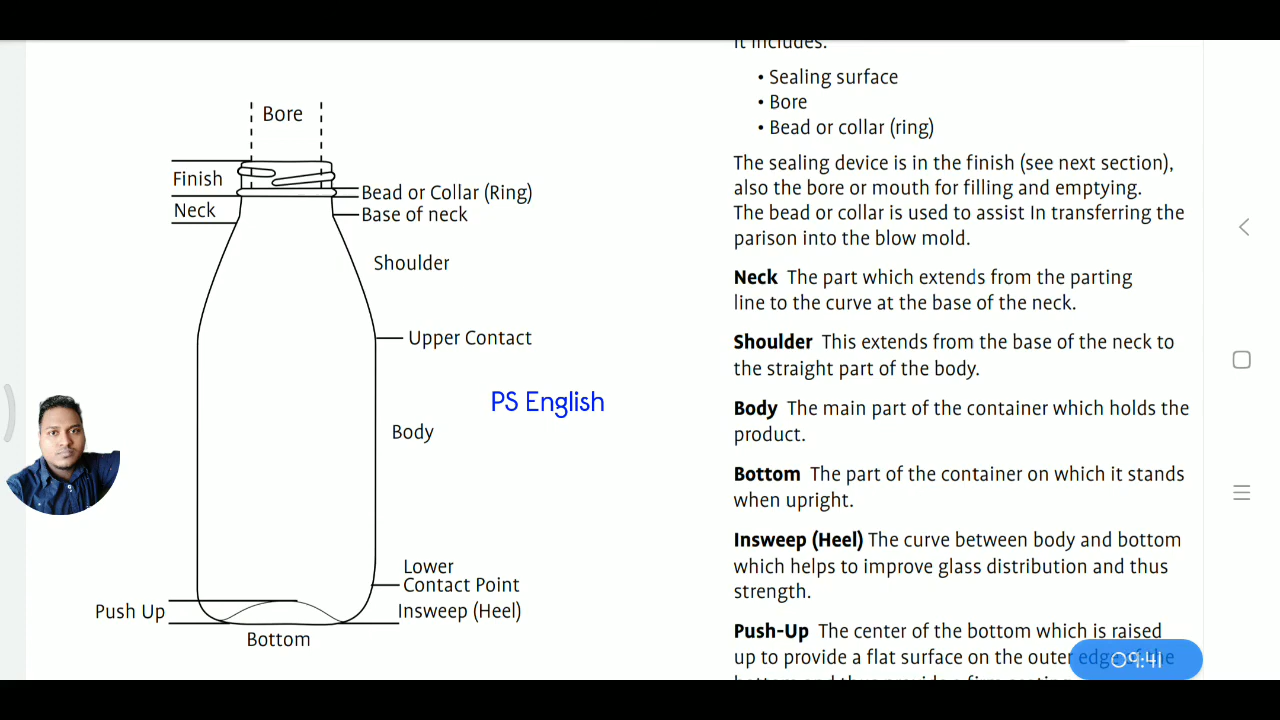 Bore
Finish
Bead or Collar (Ring)
Neck
Base of neck
Shoulder
Upper Contact
PS English
Body
Lower
Contact Point
Push Up
Insweep (Heel)
Bottom
it includes:
• Sealing surface
• Bore
• Bead or collar (ring)
The sealing device is in the finish (see next section),
also the bore or mouth for filling and emptying.
The bead or collar is used to assist In transferring the
parison into the blow mold.
Neck The part which extends from the parting
line to the curve at the base of the neck.
Shoulder This extends from the base of the neck to
the straight part of the body.
Body The main part of the container which holds the
product.
Bottom The part of the container on which it stands
when upright.
Insweep (Heel) The curve between body and bottom
which helps to improve glass distribution and thus
strength.
Push-Up The center of the bottom which is raised
up to provide a flat surface on the outer edge of the
09:41